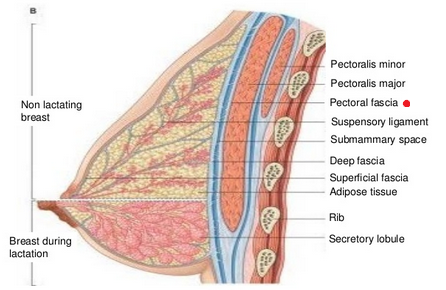 B
Non lactating
breast
Breast during
lactation
Pectoralis minor
Pectoralis major
Pectoral fascia
Suspensory ligament
Submammary space
Deep fascia
Superficial fascia
Adipose tissue
Rib
Secretory lobule